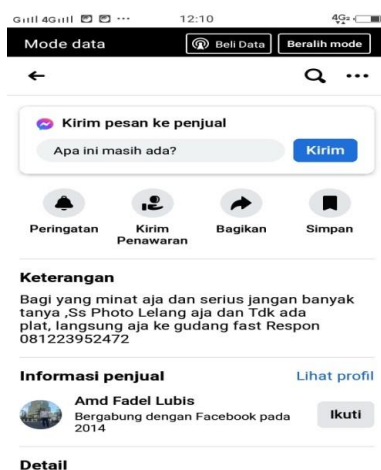 4G 12:10 4G
Mode data Beli Data Beralih mode
Kirim pesan ke penjual
Apa ini masih ada? Kirim
Peringatan Kirim Penawaran Bagikan Simpan
Keterangan
Bagi yang minat aja dan serius jangan banyak
tanya ,Ss Photo Lelang aja dan Tdk ada
plat, langsung aja ke gudang fast Respon
081223952472
Informasi penjual Lihat profil
Amd Fadel Lubis
Bergabung dengan Facebook pada
2014
Ikuti
Detail